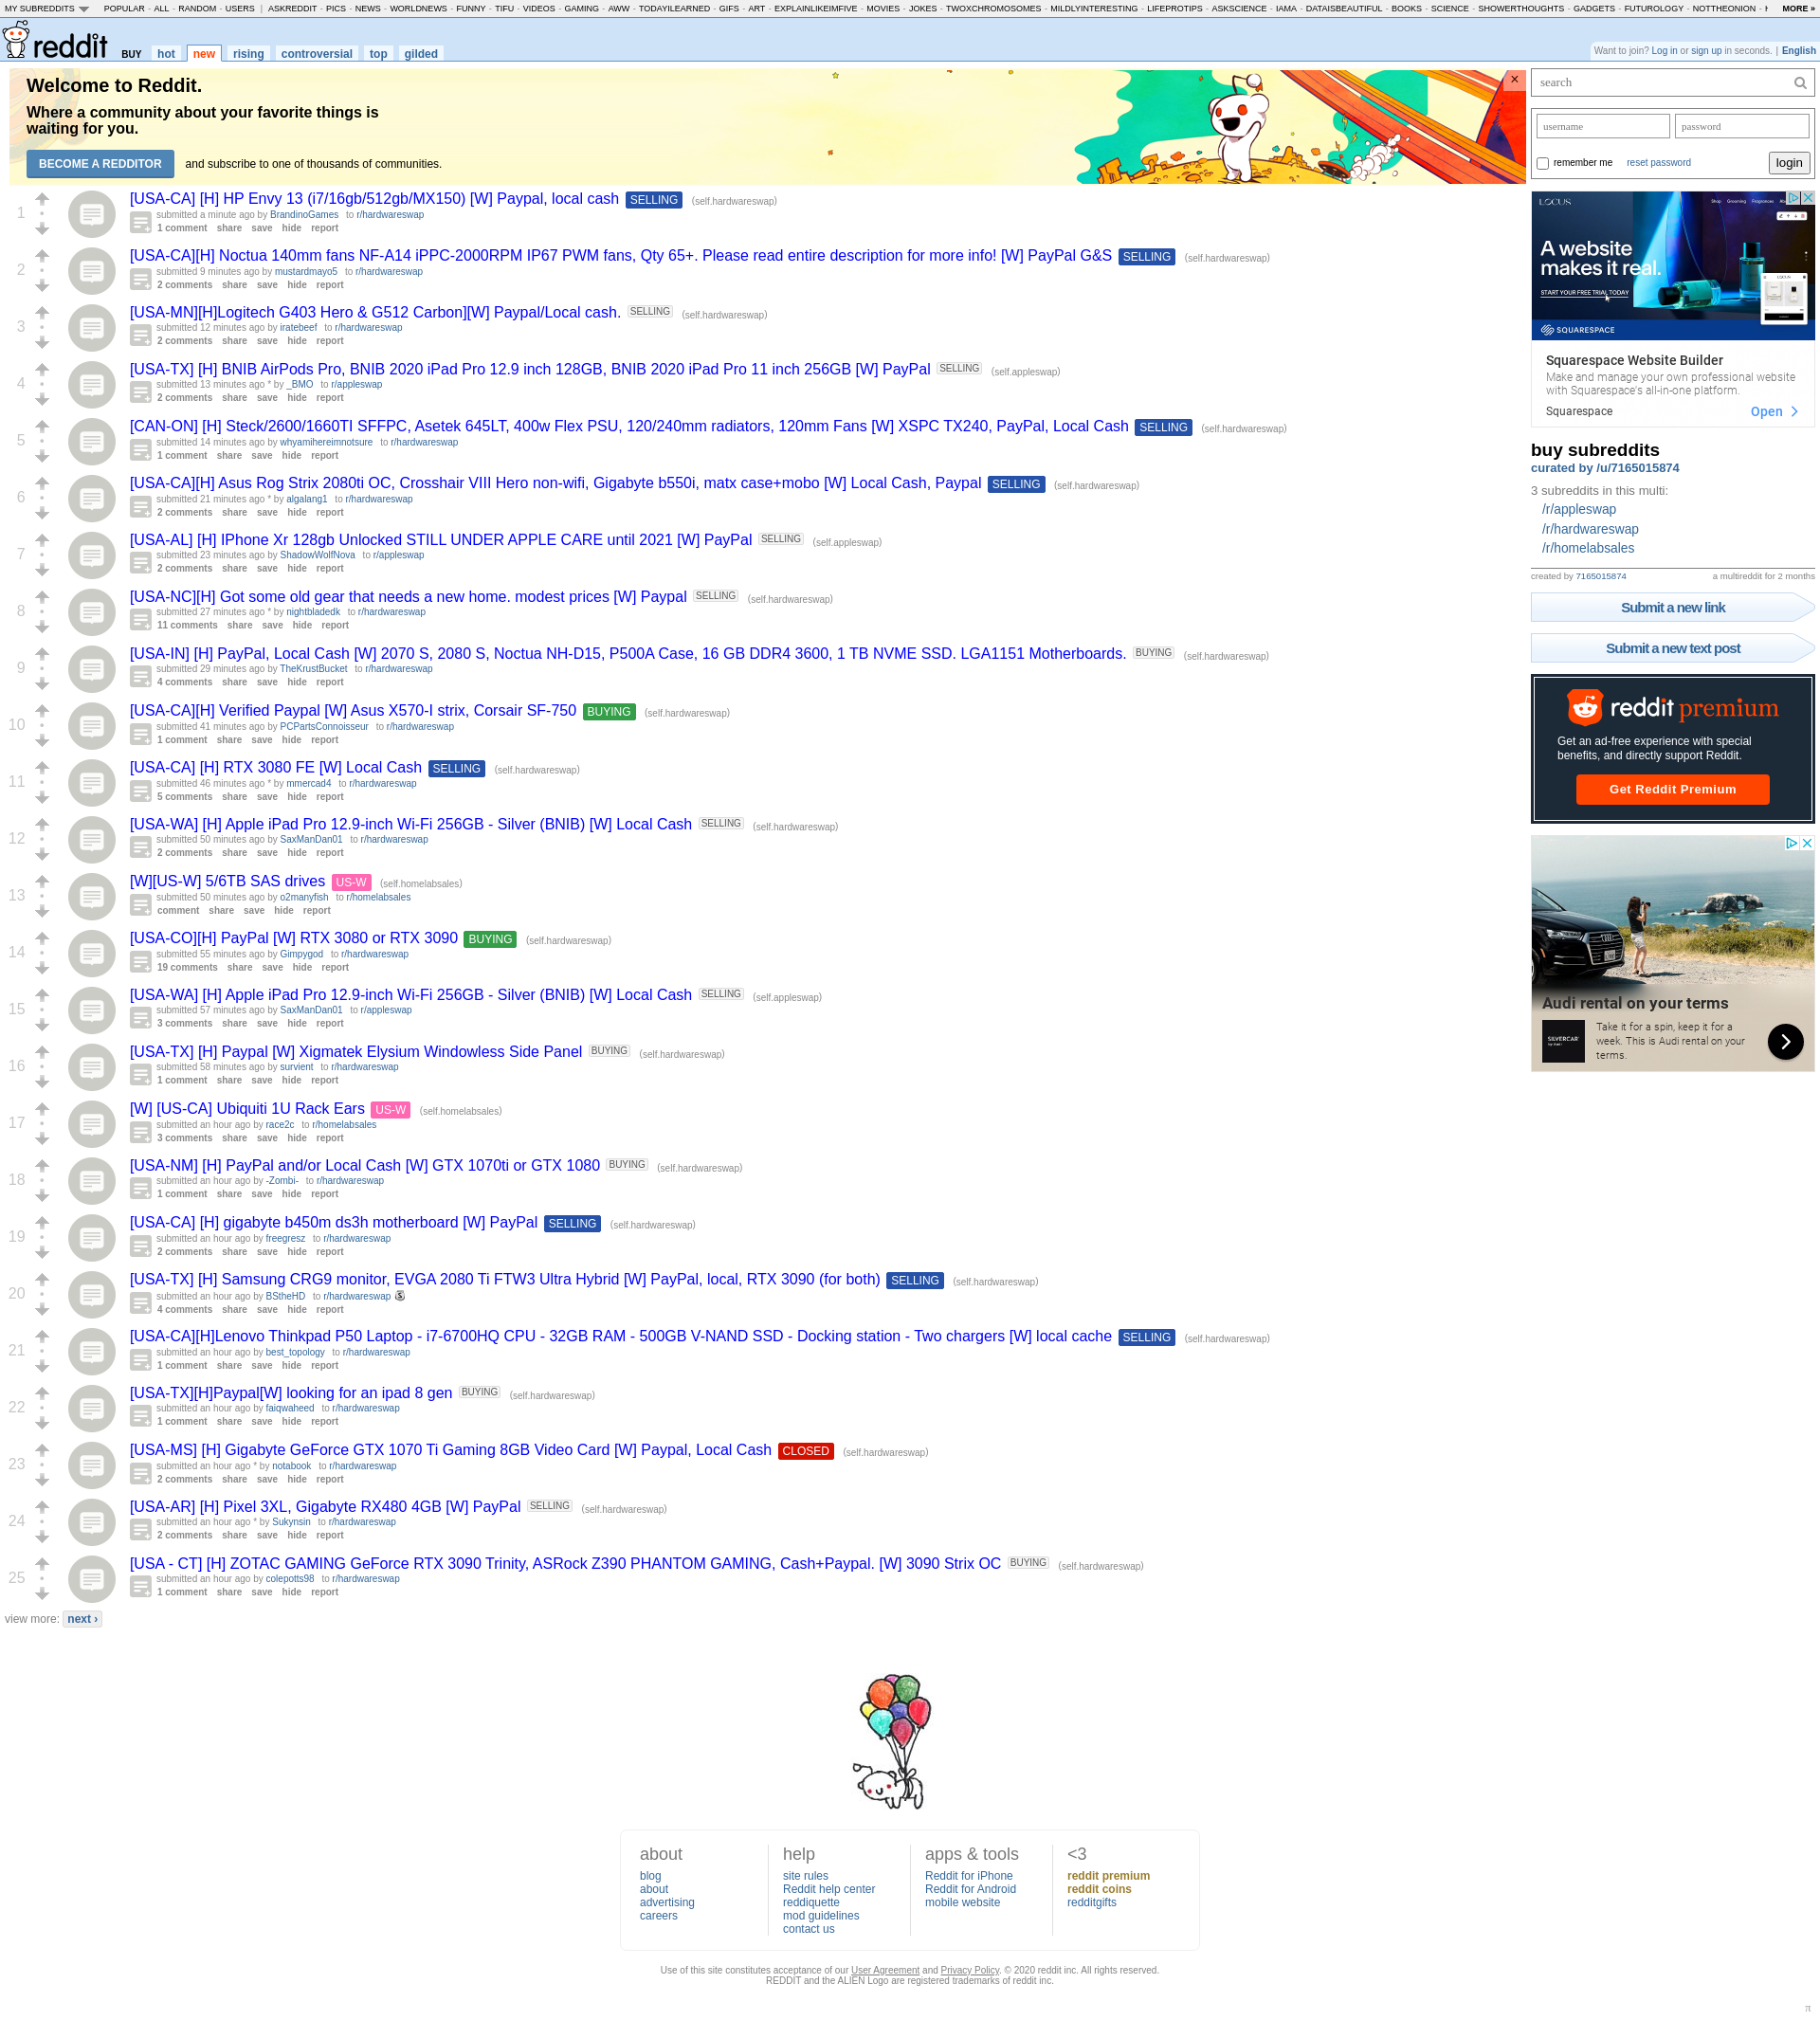 MY SUBREDDITS POPULAR - ALL - RANDOM - USERS | ASKREDDIT - PICS - NEWS - WORLDNEWS - FUNNY - TIFU - VIDEOS - GAMING - AWW - TODAYILEARNED - GIFS - ART - EXPLAINLIKEIMFIVE - MOVIES - JOKES - TWOXCHROMOSOMES - MILDLYINTERESTING - LIFEPROTIPS - ASKSCIENCE - IAMA - DATAISBEAUTIFUL - BOOKS - SCIENCE - SHOWERTHOUGHTS - GADGETS - FUTUROLOGY - NOTTHEONION - MORE »
reddit BUY hot new rising controversial top gilded
Want to join? Log in or sign up in seconds. | English
Welcome to Reddit.
Where a community about your favorite things is
waiting for you.
BECOME A REDDITOR and subscribe to one of thousands of communities.
1
[USA-CA] [H] HP Envy 13 (i7/16gb/512gb/MX150) [W] Paypal, local cash SELLING (self.hardwareswap)
submitted a minute ago by BrandinoGames to r/hardwareswap
1 comment share save hide report
2
[USA-CA][H] Noctua 140mm fans NF-A14 iPPC-2000RPM IP67 PWM fans, Qty 65+. Please read entire description for more info! [W] PayPal G&S SELLING (self.hardwareswap)
submitted 9 minutes ago by mustardmayo5 to r/hardwareswap
2 comments share save hide report
3
[USA-MN][H]Logitech G403 Hero & G512 Carbon][W] Paypal/Local cash. SELLING (self.hardwareswap)
submitted 12 minutes ago by iratebeef to r/hardwareswap
2 comments share save hide report
4
[USA-TX] [H] BNIB AirPods Pro, BNIB 2020 iPad Pro 12.9 inch 128GB, BNIB 2020 iPad Pro 11 inch 256GB [W] PayPal SELLING (self.appleswap)
submitted 13 minutes ago * by _BMO to r/appleswap
2 comments share save hide report
5
[CAN-ON] [H] Steck/2600/1660TI SFFPC, Asetek 645LT, 400w Flex PSU, 120/240mm radiators, 120mm Fans [W] XSPC TX240, PayPal, Local Cash SELLING (self.hardwareswap)
submitted 14 minutes ago by whyamihereimnotsure to r/hardwareswap
1 comment share save hide report
6
[USA-CA][H] Asus Rog Strix 2080ti OC, Crosshair VIII Hero non-wifi, Gigabyte b550i, matx case+mobo [W] Local Cash, Paypal SELLING (self.hardwareswap)
submitted 21 minutes ago * by algalang1 to r/hardwareswap
2 comments share save hide report
7
[USA-AL] [H] IPhone Xr 128gb Unlocked STILL UNDER APPLE CARE until 2021 [W] PayPal SELLING (self.appleswap)
submitted 23 minutes ago by ShadowWolfNova to r/appleswap
2 comments share save hide report
8
[USA-NC][H] Got some old gear that needs a new home. modest prices [W] Paypal SELLING (self.hardwareswap)
submitted 27 minutes ago * by nightbladedk to r/hardwareswap
11 comments share save hide report
9
[USA-IN] [H] PayPal, Local Cash [W] 2070 S, 2080 S, Noctua NH-D15, P500A Case, 16 GB DDR4 3600, 1 TB NVME SSD. LGA1151 Motherboards. BUYING (self.hardwareswap)
submitted 29 minutes ago by TheKrustBucket to r/hardwareswap
4 comments share save hide report
10
[USA-CA][H] Verified Paypal [W] Asus X570-I strix, Corsair SF-750 BUYING (self.hardwareswap)
submitted 41 minutes ago by PCPartsConnoisseur to r/hardwareswap
1 comment share save hide report
11
[USA-CA] [H] RTX 3080 FE [W] Local Cash SELLING (self.hardwareswap)
submitted 46 minutes ago * by mmercad4 to r/hardwareswap
5 comments share save hide report
12
[USA-WA] [H] Apple iPad Pro 12.9-inch Wi-Fi 256GB - Silver (BNIB) [W] Local Cash SELLING (self.hardwareswap)
submitted 50 minutes ago by SaxManDan01 to r/hardwareswap
2 comments share save hide report
13
[W][US-W] 5/6TB SAS drives US-W (self.homelabsales)
submitted 50 minutes ago by o2manyfish to r/homelabsales
comment share save hide report
14
[USA-CO][H] PayPal [W] RTX 3080 or RTX 3090 BUYING (self.hardwareswap)
submitted 55 minutes ago by Gimpygod to r/hardwareswap
19 comments share save hide report
15
[USA-WA] [H] Apple iPad Pro 12.9-inch Wi-Fi 256GB - Silver (BNIB) [W] Local Cash SELLING (self.appleswap)
submitted 57 minutes ago by SaxManDan01 to r/appleswap
3 comments share save hide report
16
[USA-TX] [H] Paypal [W] Xigmatek Elysium Windowless Side Panel BUYING (self.hardwareswap)
submitted 58 minutes ago by survient to r/hardwareswap
1 comment share save hide report
17
[W] [US-CA] Ubiquiti 1U Rack Ears US-W (self.homelabsales)
submitted an hour ago by race2c to r/homelabsales
3 comments share save hide report
18
[USA-NM] [H] PayPal and/or Local Cash [W] GTX 1070ti or GTX 1080 BUYING (self.hardwareswap)
submitted an hour ago by -Zombi- to r/hardwareswap
1 comment share save hide report
19
[USA-CA] [H] gigabyte b450m ds3h motherboard [W] PayPal SELLING (self.hardwareswap)
submitted an hour ago by freegresz to r/hardwareswap
2 comments share save hide report
20
[USA-TX] [H] Samsung CRG9 monitor, EVGA 2080 Ti FTW3 Ultra Hybrid [W] PayPal, local, RTX 3090 (for both) SELLING (self.hardwareswap)
submitted an hour ago by BStheHD to r/hardwareswap
4 comments share save hide report
21
[USA-CA][H]Lenovo Thinkpad P50 Laptop - i7-6700HQ CPU - 32GB RAM - 500GB V-NAND SSD - Docking station - Two chargers [W] local cache SELLING (self.hardwareswap)
submitted an hour ago by best_topology to r/hardwareswap
1 comment share save hide report
22
[USA-TX][H]Paypal[W] looking for an ipad 8 gen BUYING (self.hardwareswap)
submitted an hour ago by faiqwaheed to r/hardwareswap
1 comment share save hide report
23
[USA-MS] [H] Gigabyte GeForce GTX 1070 Ti Gaming 8GB Video Card [W] Paypal, Local Cash CLOSED (self.hardwareswap)
submitted an hour ago * by notabook to r/hardwareswap
2 comments share save hide report
24
[USA-AR] [H] Pixel 3XL, Gigabyte RX480 4GB [W] PayPal SELLING (self.hardwareswap)
submitted an hour ago * by Sukynsin to r/hardwareswap
2 comments share save hide report
25
[USA - CT] [H] ZOTAC GAMING GeForce RTX 3090 Trinity, ASRock Z390 PHANTOM GAMING, Cash+Paypal. [W] 3090 Strix OC BUYING (self.hardwareswap)
submitted an hour ago by colepotts98 to r/hardwareswap
1 comment share save hide report
view more: next ›
search
username password
remember me reset password login
LOCUS
A website
makes it real.
START YOUR FREE TRIAL TODAY
SQUARESPACE
Squarespace Website Builder
Make and manage your own professional website
with Squarespace's all-in-one platform.
Squarespace Open
buy subreddits
curated by /u/7165015874
3 subreddits in this multi:
/r/appleswap
/r/hardwareswap
/r/homelabsales
created by 7165015874 a multireddit for 2 months
Submit a new link
Submit a new text post
reddit premium
Get an ad-free experience with special
benefits, and directly support Reddit.
Get Reddit Premium
Audi rental on your terms
SILVERCAR
Take it for a spin, keep it for a
week. This is Audi rental on your
terms.
about
blog
about
advertising
careers
help
site rules
Reddit help center
reddiquette
mod guidelines
contact us
apps & tools
Reddit for iPhone
Reddit for Android
mobile website
<3
reddit premium
reddit coins
redditgifts
Use of this site constitutes acceptance of our User Agreement and Privacy Policy. © 2020 reddit inc. All rights reserved.
REDDIT and the ALIEN Logo are registered trademarks of reddit inc.
π